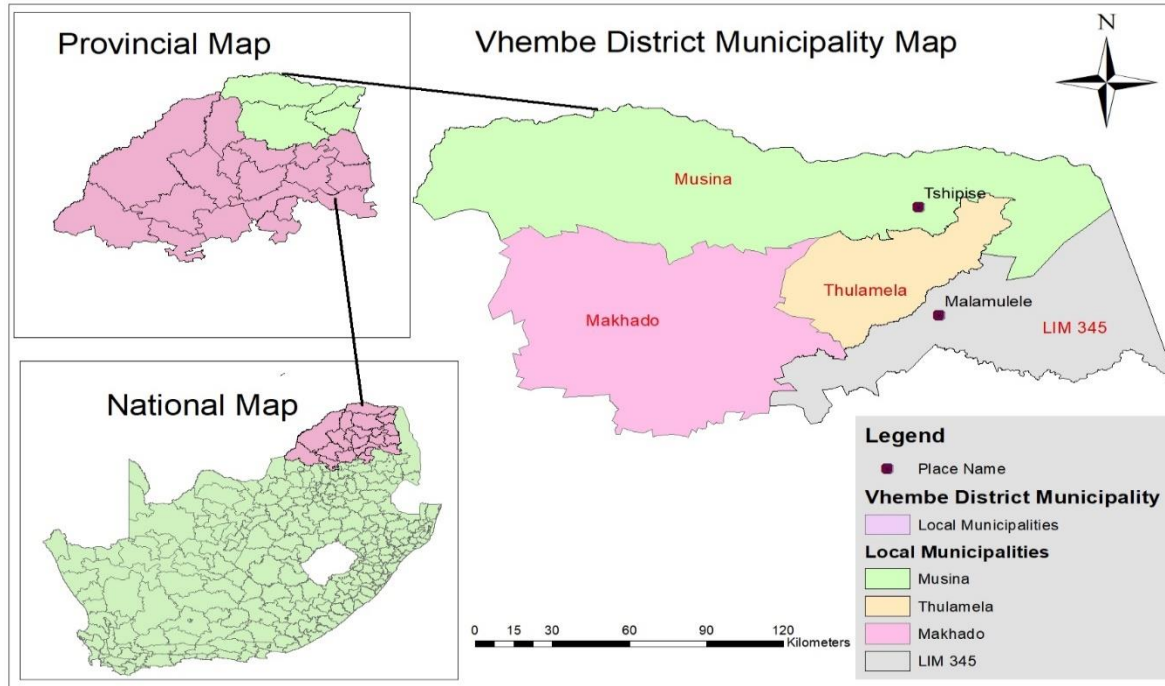 Provincial Map
Vhembe District Municipality Map
N
Musina
Tshipise
Thulamela
Malamulele
Makhado
LIM 345
National Map
Legend
Place Name
Vhembe District Municipality
Local Municipalities
Local Municipalities
Musina
Thulamela
Makhado
LIM 345
0 15 30 60 90 120
Kilometers